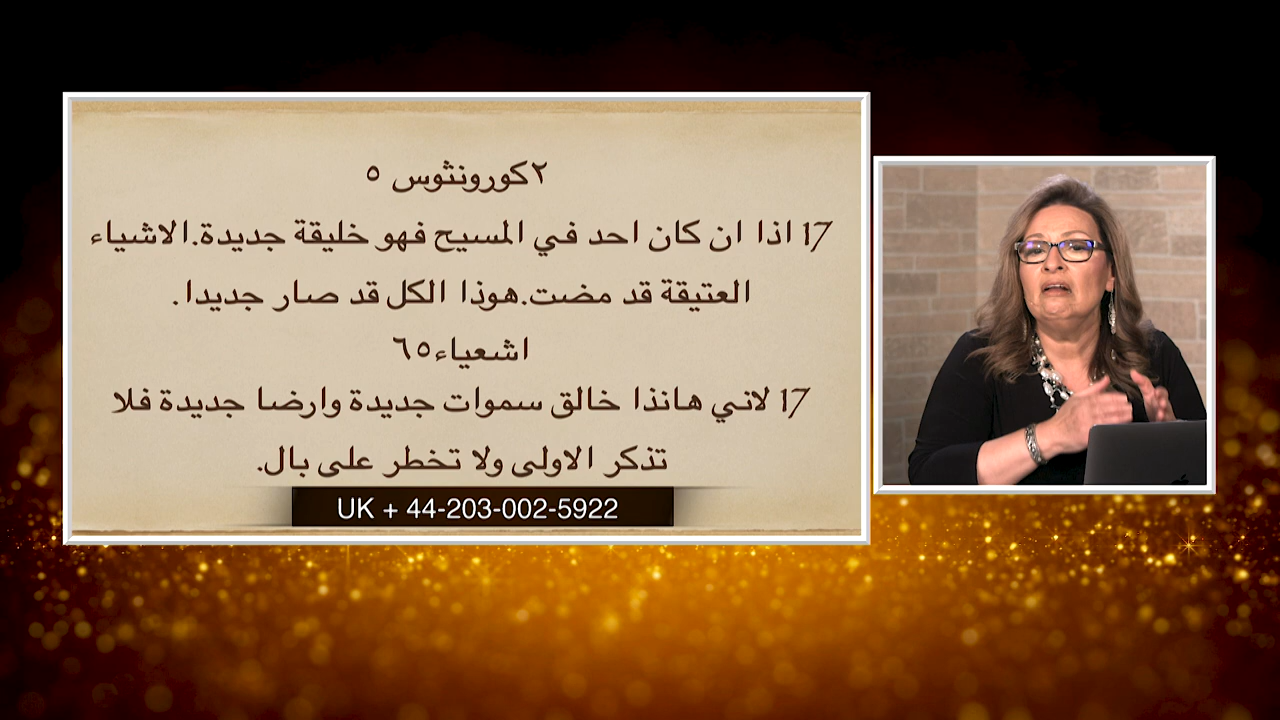 ٢كورونثوس ٥
17 اذا ان كان احد في المسيح فهو خليقة جديدة.الاشياء
العتيقة قد مضت.هوذا الكل قد صار جديدا.
اشعياء٦٥
17 لاني هانذا خالق سموات جديدة وارضا جديدة فلا
تذكر الاولى ولا تخطر على بال.
UK + 44-203-002-5922